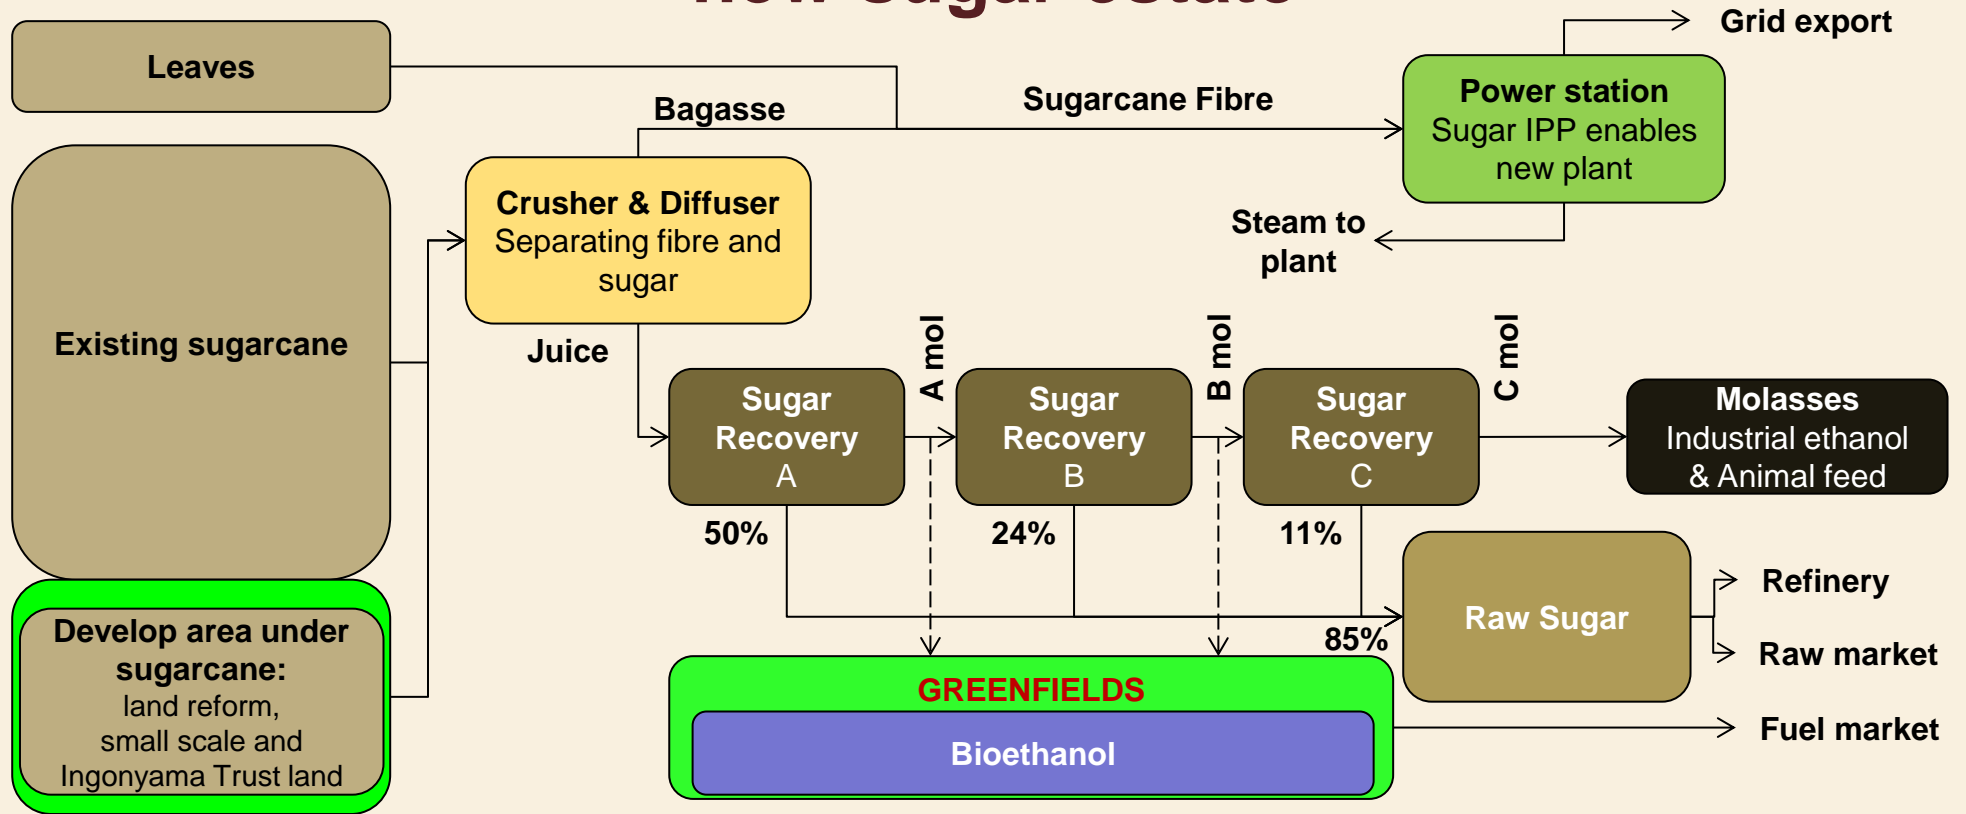 new sugar estate
Grid export
Leaves
Power station
Sugar IPP enables
new plant
Bagasse
Sugarcane Fibre
Crusher & Diffuser
Separating fibre and
sugar
Steam to
plant
Existing sugarcane
Juice
A mol
B mol
C mol
Sugar
Recovery
A
Sugar
Recovery
B
Sugar
Recovery
C
Molasses
Industrial ethanol
& Animal feed
50%
24%
11%
85%
Raw Sugar
Refinery
Raw market
Develop area under
sugarcane:
land reform,
small scale and
Ingonyama Trust land
GREENFIELDS
Bioethanol
Fuel market